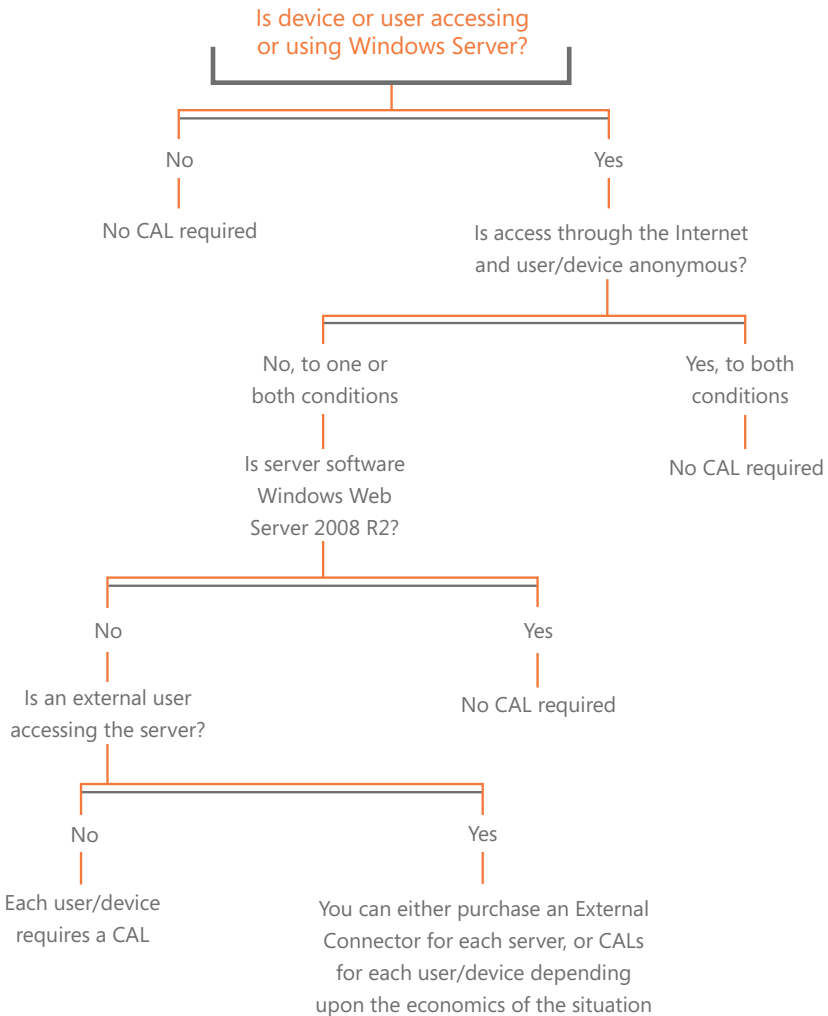 Is device or user accessing
or using Windows Server?
No
Yes
No CAL required
Is access through the Internet
and user/device anonymous?
No, to one or
both conditions
Yes, to both
conditions
Is server software
Windows Web
Server 2008 R2?
No CAL required
No
Yes
Is an external user
accessing the server?
No CAL required
No
Yes
Each user/device
requires a CAL
You can either purchase an External
Connector for each server, or CALs
for each user/device depending
upon the economics of the situation